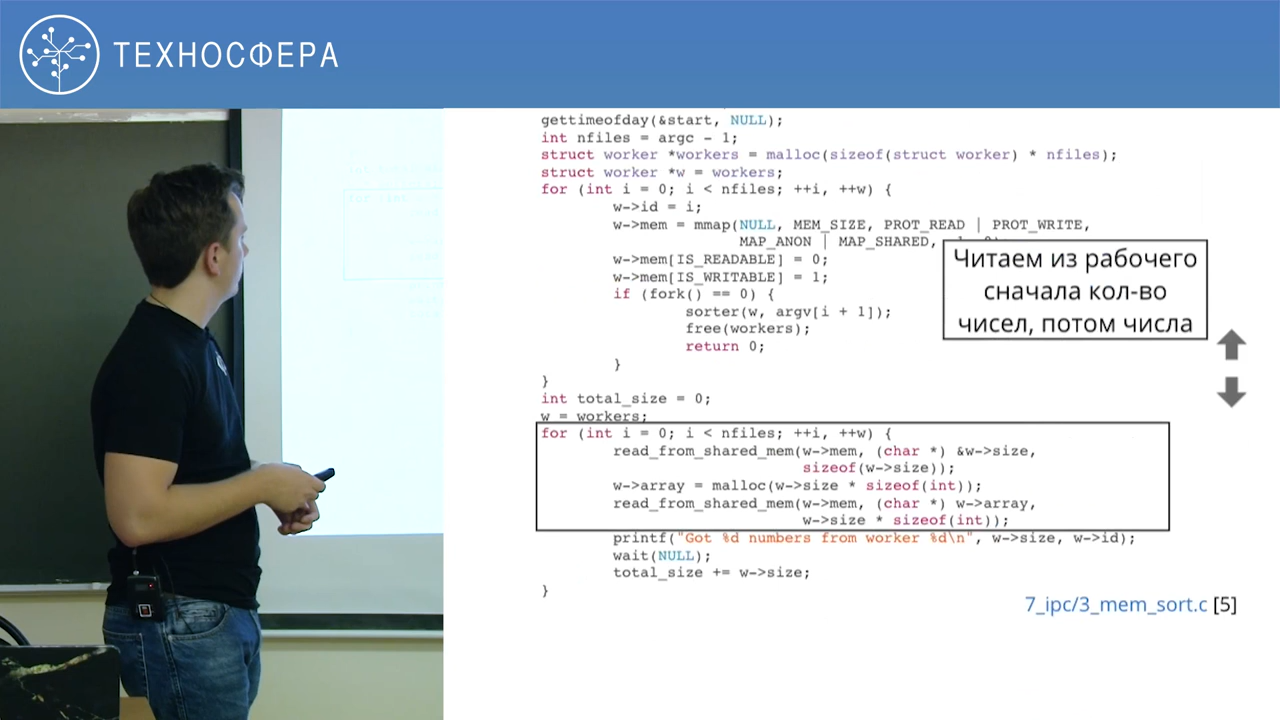 ТЕХНОСФЕРА
gettimeofday(&start, NULL);
int nfiles = argc - 1;
struct worker *workers = malloc(sizeof(struct worker) * nfiles);
struct worker *w = workers;
for (int i = 0; i < nfiles; ++i, ++w) {
w->id = i;
w->mem = mmap(NULL, MEM_SIZE, PROT_READ | PROT_WRITE,
MAP_ANON | MAP_SHARED,
w->mem[IS_READABLE] = 0;
w->mem[IS_WRITABLE] = 1;
if (fork() == 0) {
sorter(w, argv[i + 1]);
free(workers);
return 0;
}
}
Читаем из рабочего
сначала кол-во
чисел, потом числа
int total_size = 0;
w = workers;
for (int i = 0; i < nfiles; ++i, ++w) {
read_from_shared_mem(w->mem, (char *) &w->size,
sizeof(w->size));
w->array = malloc(w->size * sizeof(int));
read_from_shared_mem(w->mem, (char *) w->array,
w->size * sizeof(int));
printf("Got %d numbers from worker %d\n", w->size, w->id);
wait(NULL);
total_size += w->size;
}
7_ipc/3_mem_sort.c [5]